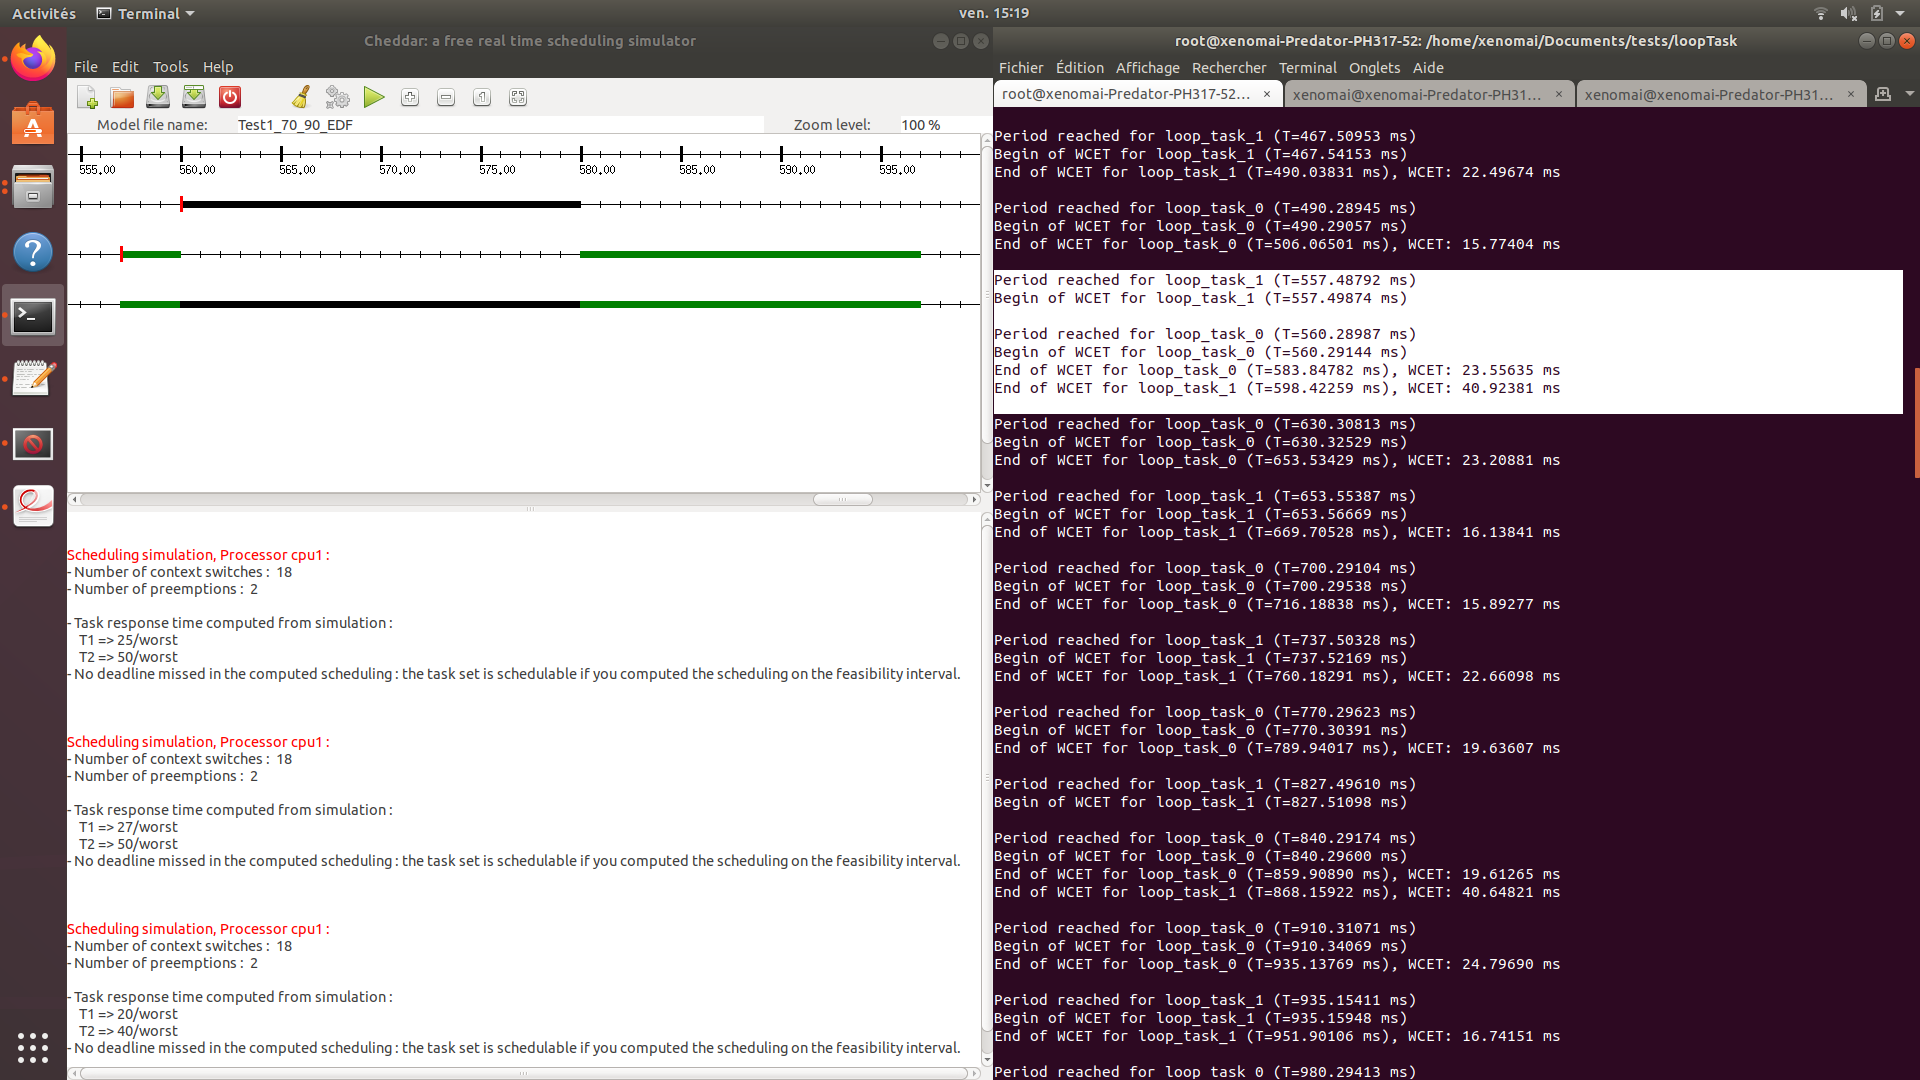 Activités
Terminal
ven. 15:19
Cheddar: a free real time scheduling simulator
File Edit Tools Help
Model file name: Test1_70_90_EDF Zoom level: 100 %
555.00 560.00 565.00 570.00 575.00 580.00 585.00 590.00 595.00
Scheduling simulation, Processor cpu1 :
- Number of context switches : 18
- Number of preemptions : 2
- Task response time computed from simulation :
T1 => 25/worst
T2 => 50/worst
- No deadline missed in the computed scheduling : the task set is schedulable if you computed the scheduling on the feasibility interval.
Scheduling simulation, Processor cpu1 :
- Number of context switches : 18
- Number of preemptions : 2
- Task response time computed from simulation :
T1 => 27/worst
T2 => 50/worst
- No deadline missed in the computed scheduling : the task set is schedulable if you computed the scheduling on the feasibility interval.
Scheduling simulation, Processor cpu1 :
- Number of context switches : 18
- Number of preemptions : 2
- Task response time computed from simulation :
T1 => 20/worst
T2 => 40/worst
- No deadline missed in the computed scheduling : the task set is schedulable if you computed the scheduling on the feasibility interval.
root@xenomai-Predator-PH317-52: /home/xenomai/Documents/tests/loopTask
Fichier Édition Affichage Rechercher Terminal Onglets Aide
root@xenomai-Predator-PH317-52... × xenomai@xenomai-Predator-PH31... × xenomai@xenomai-Predator-PH31... ×
Period reached for loop_task_1 (T=467.50953 ms)
Begin of WCET for loop_task_1 (T=467.54153 ms)
End of WCET for loop_task_1 (T=490.03831 ms), WCET: 22.49674 ms
Period reached for loop_task_0 (T=490.28945 ms)
Begin of WCET for loop_task_0 (T=490.29057 ms)
End of WCET for loop_task_0 (T=506.06501 ms), WCET: 15.77404 ms
Period reached for loop_task_1 (T=557.48792 ms)
Begin of WCET for loop_task_1 (T=557.49874 ms)
Period reached for loop_task_0 (T=560.28987 ms)
Begin of WCET for loop_task_0 (T=560.29144 ms)
End of WCET for loop_task_0 (T=583.84782 ms), WCET: 23.55635 ms
End of WCET for loop_task_1 (T=598.42259 ms), WCET: 40.92381 ms
Period reached for loop_task_0 (T=630.30813 ms)
Begin of WCET for loop_task_0 (T=630.32529 ms)
End of WCET for loop_task_0 (T=653.53429 ms), WCET: 23.20881 ms
Period reached for loop_task_1 (T=653.55387 ms)
Begin of WCET for loop_task_1 (T=653.56669 ms)
End of WCET for loop_task_1 (T=669.70528 ms), WCET: 16.13841 ms
Period reached for loop_task_0 (T=700.29104 ms)
Begin of WCET for loop_task_0 (T=700.29538 ms)
End of WCET for loop_task_0 (T=716.18838 ms), WCET: 15.89277 ms
Period reached for loop_task_1 (T=737.50328 ms)
Begin of WCET for loop_task_1 (T=737.52169 ms)
End of WCET for loop_task_1 (T=760.18291 ms), WCET: 22.66098 ms
Period reached for loop_task_0 (T=770.29623 ms)
Begin of WCET for loop_task_0 (T=770.30391 ms)
End of WCET for loop_task_0 (T=789.94017 ms), WCET: 19.63607 ms
Period reached for loop_task_1 (T=827.49610 ms)
Begin of WCET for loop_task_1 (T=827.51098 ms)
Period reached for loop_task_0 (T=840.29174 ms)
Begin of WCET for loop_task_0 (T=840.29600 ms)
End of WCET for loop_task_0 (T=859.90890 ms), WCET: 19.61265 ms
End of WCET for loop_task_1 (T=868.15922 ms), WCET: 40.64821 ms
Period reached for loop_task_0 (T=910.31071 ms)
Begin of WCET for loop_task_0 (T=910.34069 ms)
End of WCET for loop_task_0 (T=935.13769 ms), WCET: 24.79690 ms
Period reached for loop_task_1 (T=935.15411 ms)
Begin of WCET for loop_task_1 (T=935.15948 ms)
End of WCET for loop_task_1 (T=951.90106 ms), WCET: 16.74151 ms
Period reached for loop_task_0 (T=980.29413 ms)